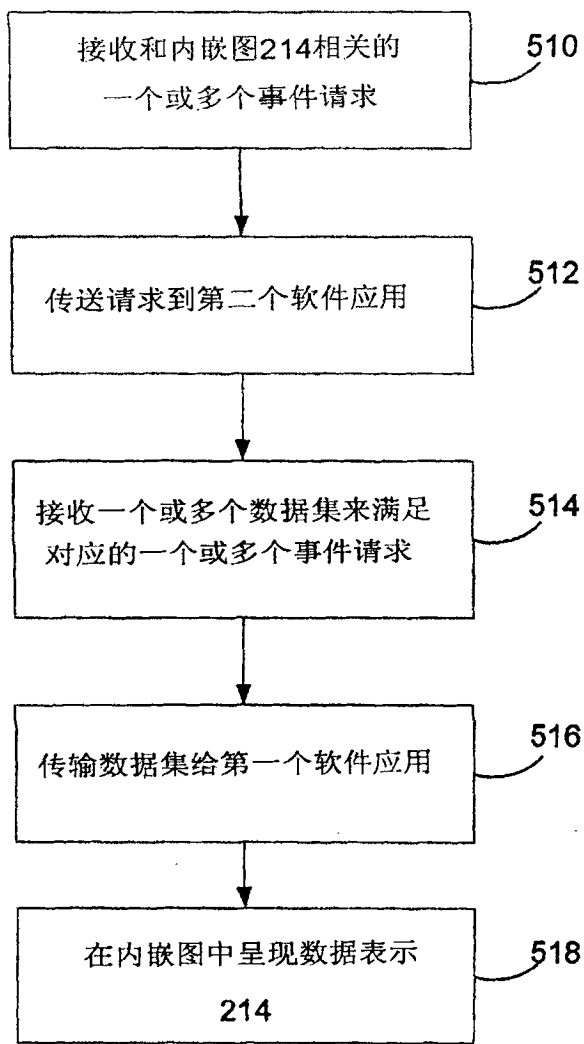 接收和内嵌图214相关的
一个或多个事件请求
510
传送请求到第二个软件应用
512
接收一个或多个数据集来满足
对应的一个或多个事件请求
514
传输数据集给第一个软件应用
516
在内嵌图中呈现数据表示
214
518